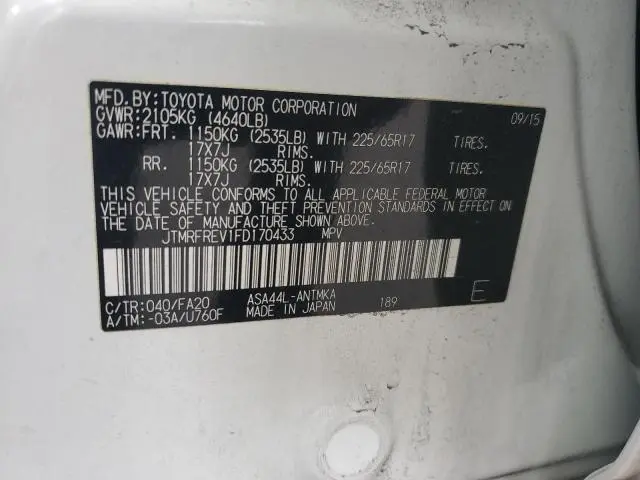 MFD.BY:TOYOTA MOTOR CORPORATION 09/15
GVWR:2105KG (4640LB)
GAWR:FRT. 1150KG (2535LB) WITH 225/65R17 TIRES.
17X7J RIMS.
RR. 1150KG (2535LB) WITH 225/65R17 TIRES.
17X7J RIMS.
THIS VEHICLE CONFORMS TO ALL APPLICABLE FEDERAL MOTOR
VEHICLE SAFETY AND THEFT PREVENTION STANDARDS IN EFFECT ON
THE DATE OF MANUFACTURE SHOWN ABOVE.
JTMRFREV1FD170433 MPV
C/TR:040/FA20 ASA44L-ANTMKA 189 E
A/TM:-03A/U760F MADE IN JAPAN